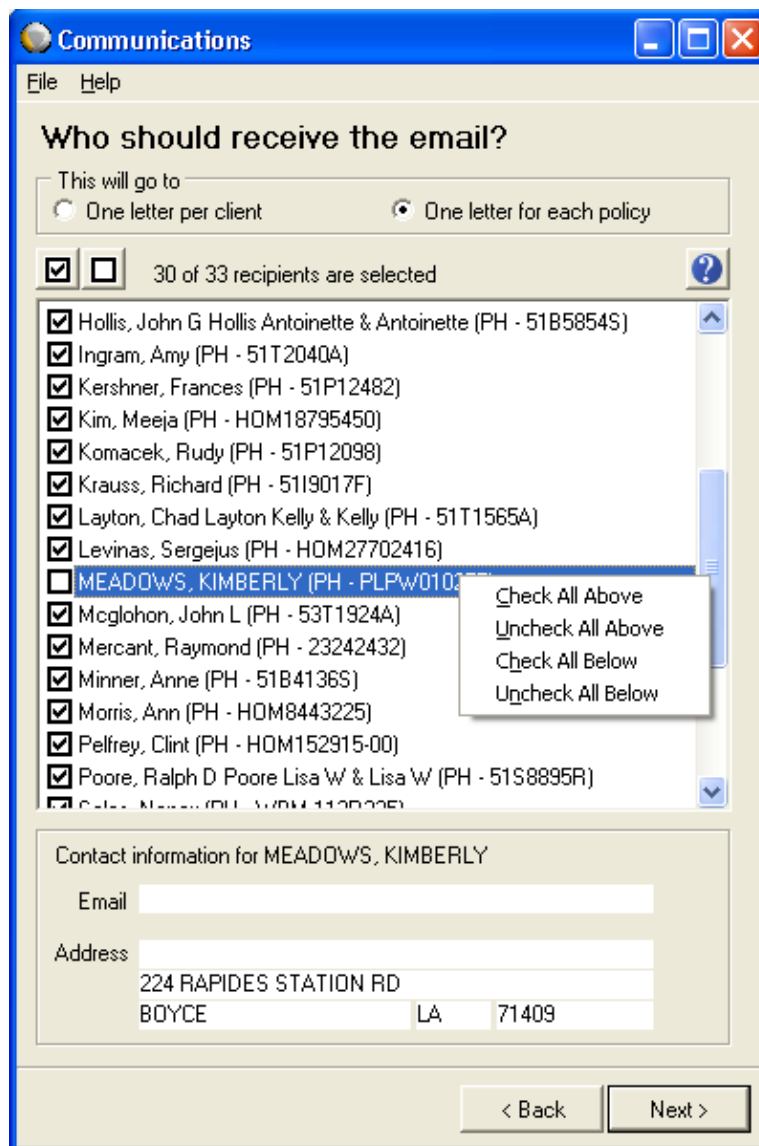 Communications
File Help
Who should receive the email?
This will go to
One letter per client One letter for each policy
30 of 33 recipients are selected
Hollis, John G Hollis Antoinette & Antoinette (PH - 51B5854S)
Ingram, Amy (PH - 51T2040A)
Kershner, Frances (PH - 51P12482)
Kim, Meeja (PH - HOM18795450)
Komacek, Rudy (PH - 51P12098)
Krauss, Richard (PH - 51I9017F)
Layton, Chad Layton Kelly & Kelly (PH - 51T1565A)
Levinas, Sergejus (PH - HOM27702416)
MEADOWS, KIMBERLY (PH -
Mcglohon, John L (PH - 53T1924A)
Mercant, Raymond (PH - 23242432)
Minner, Anne (PH - 51B4136S)
Morris, Ann (PH - HOM8443225)
Pelfrey, Clint (PH - HOM152915-00)
Poore, Ralph D Poore Lisa W & Lisa W (PH - 51S8895R)
Check All Above
Uncheck All Above
Check All Below
Uncheck All Below
Contact information for MEADOWS, KIMBERLY
Email
Address
224 RAPIDES STATION RD
BOYCE LA 71409
< Back Next >